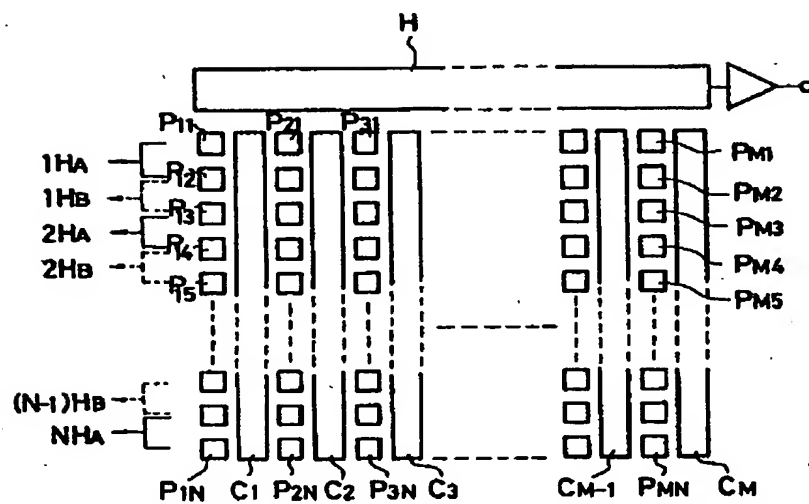 H
P11 P21 P31
1HA PM1
P12
1HB PM2
P13
2HA PM3
P14
2HB PM4
P15 PM5
(N-1)HB
NHA
P1N C1 P2N C2 P3N C3 CM-1 PMN CM